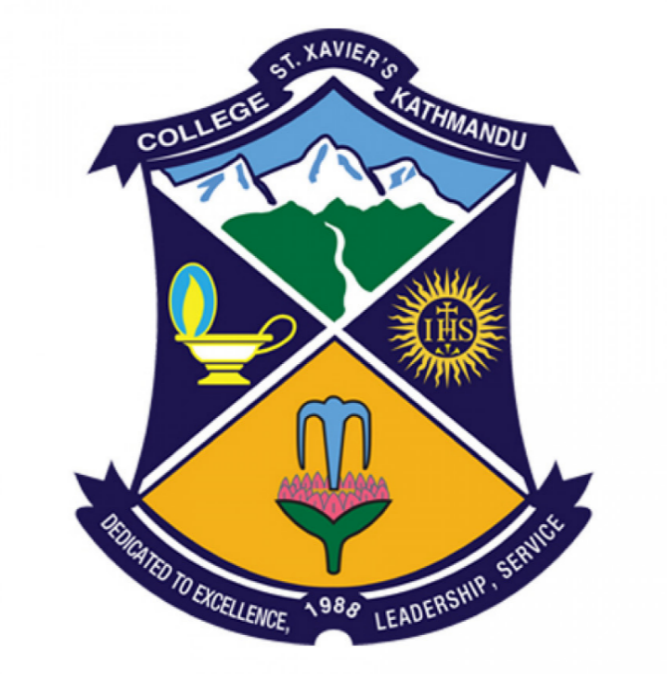 ST. XAVIER'S
COLLEGE KATHMANDU
IHS
DEDICATED TO EXCELLENCE, LEADERSHIP, SERVICE
1988